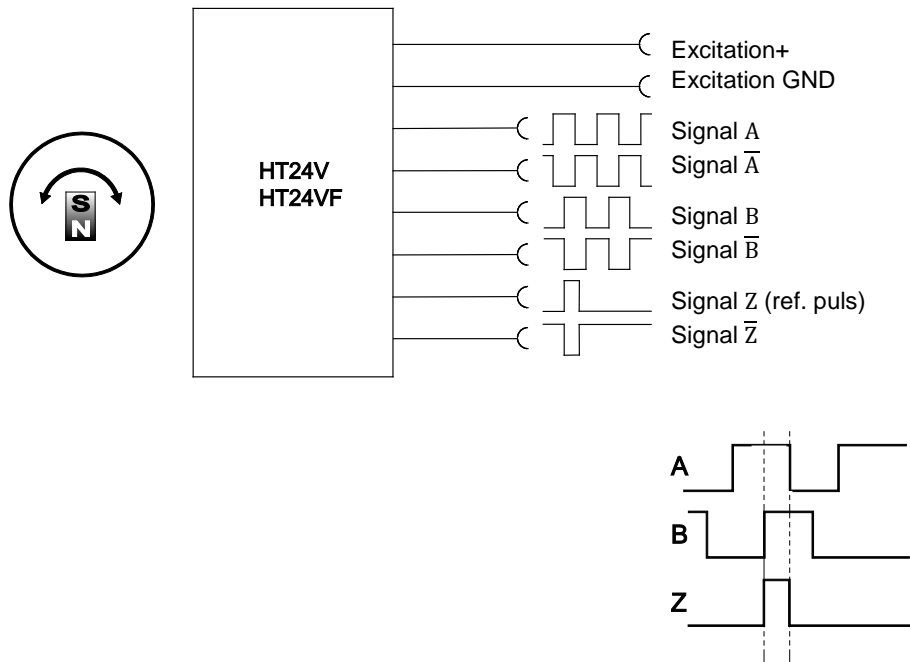 Excitation+
Excitation GND
Signal A
Signal A̅
Signal B
Signal B̅
Signal Z (ref. puls)
Signal Z̅
HT24V
HT24VF
S
N
A
B
Z